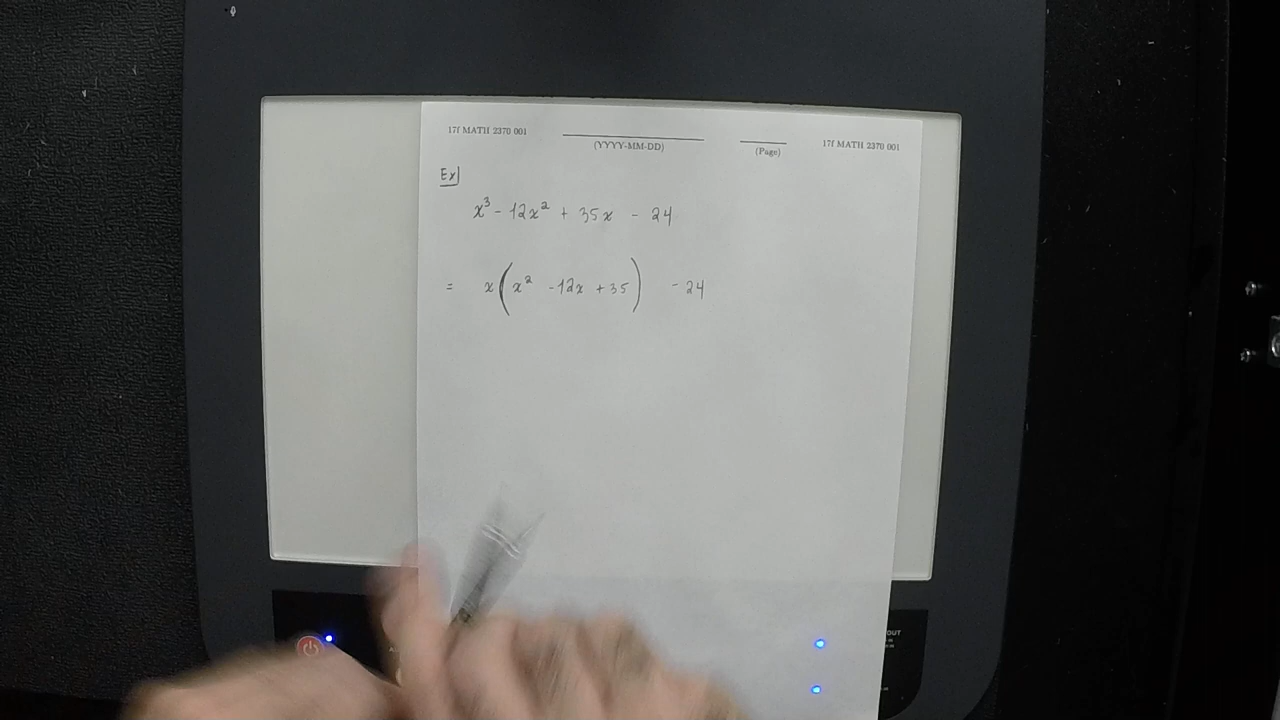 17f MATH 2370 001
(YYYY-MM-DD)
(Page)
17f MATH 2370 001
Ex]
x³ - 12x² + 35x - 24
= x(x² - 12x + 35) - 24
OUT